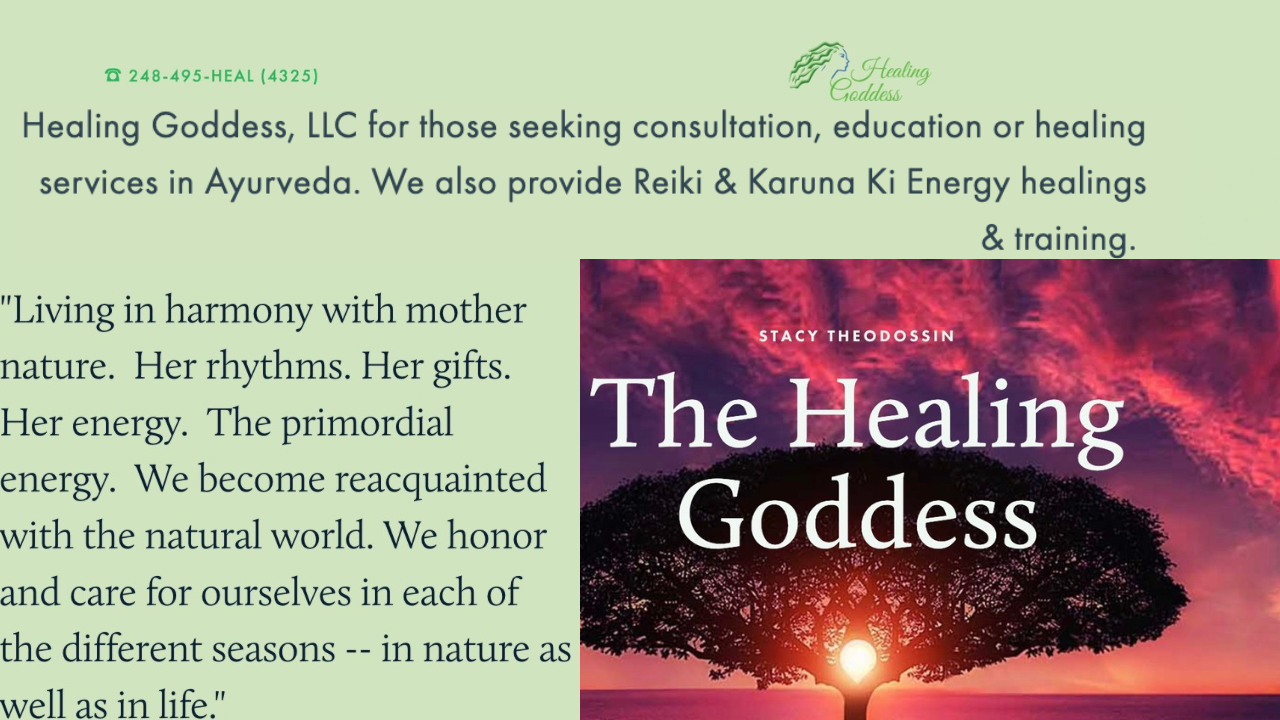 ☎ 248-495-HEAL (4325)
Healing
Goddess
Healing Goddess, LLC for those seeking consultation, education or healing
services in Ayurveda. We also provide Reiki & Karuna Ki Energy healings
& training.
"Living in harmony with mother
nature.  Her rhythms. Her gifts.
Her energy.  The primordial
energy.  We become reacquainted
with the natural world. We honor
and care for ourselves in each of
the different seasons -- in nature as
well as in life."
STACY THEODOSSIN
The Healing
Goddess